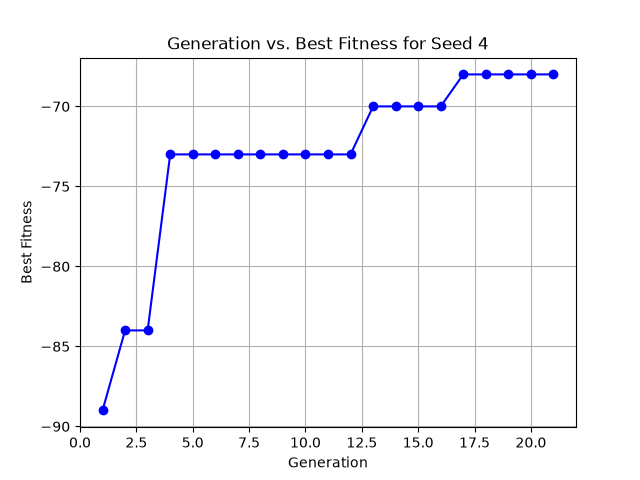 Generation vs. Best Fitness for Seed 4
Best Fitness
−70
−75
−80
−85
−90
0.0 2.5 5.0 7.5 10.0 12.5 15.0 17.5 20.0
Generation